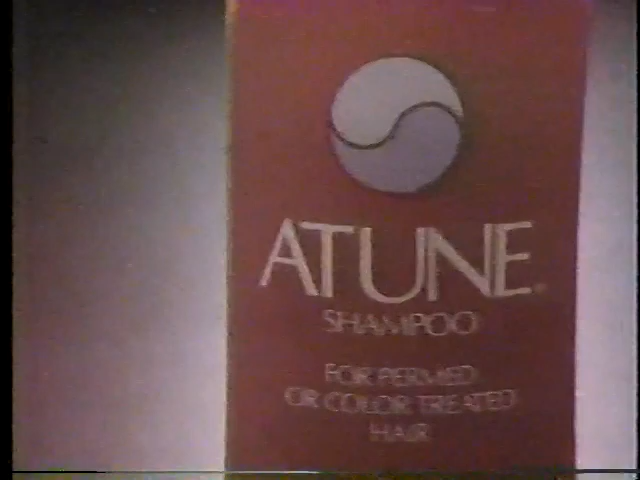 ATUNE®
SHAMPOO
FOR PERMED
OR COLOR TREATED
HAIR